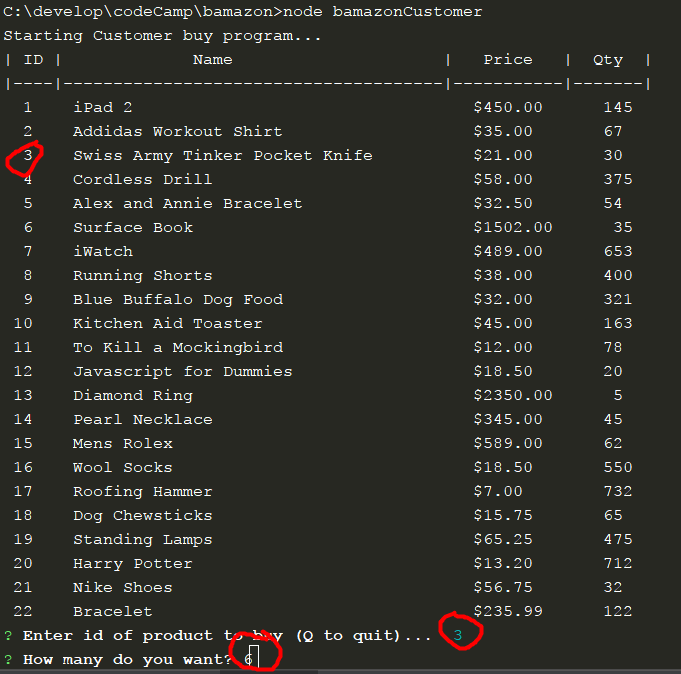 C:\develop\codeCamp\bamazon>node bamazonCustomer
Starting Customer buy program...
| ID | Name | Price | Qty |
|----|--------------------------------------|-----------|-------|
1 iPad 2 $450.00 145
2 Addidas Workout Shirt $35.00 67
3 Swiss Army Tinker Pocket Knife $21.00 30
4 Cordless Drill $58.00 375
5 Alex and Annie Bracelet $32.50 54
6 Surface Book $1502.00 35
7 iWatch $489.00 653
8 Running Shorts $38.00 400
9 Blue Buffalo Dog Food $32.00 321
10 Kitchen Aid Toaster $45.00 163
11 To Kill a Mockingbird $12.00 78
12 Javascript for Dummies $18.50 20
13 Diamond Ring $2350.00 5
14 Pearl Necklace $345.00 45
15 Mens Rolex $589.00 62
16 Wool Socks $18.50 550
17 Roofing Hammer $7.00 732
18 Dog Chewsticks $15.75 65
19 Standing Lamps $65.25 475
20 Harry Potter $13.20 712
21 Nike Shoes $56.75 32
22 Bracelet $235.99 122
? Enter id of product to buy (Q to quit)... 3
? How many do you want? 6